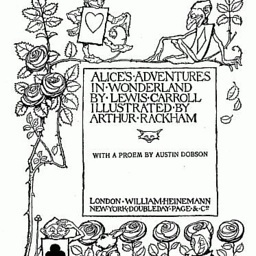 ALICE'S·ADVENTURES
IN·WONDERLAND
BY·LEWIS·CARROLL
ILLUSTRATED·BY
ARTHUR·RACKHAM
WITH A PROEM BY AUSTIN DOBSON
LONDON·WILLIAM·HEINEMANN
NEW·YORK·DOUBLEDAY·PAGE·&·Co